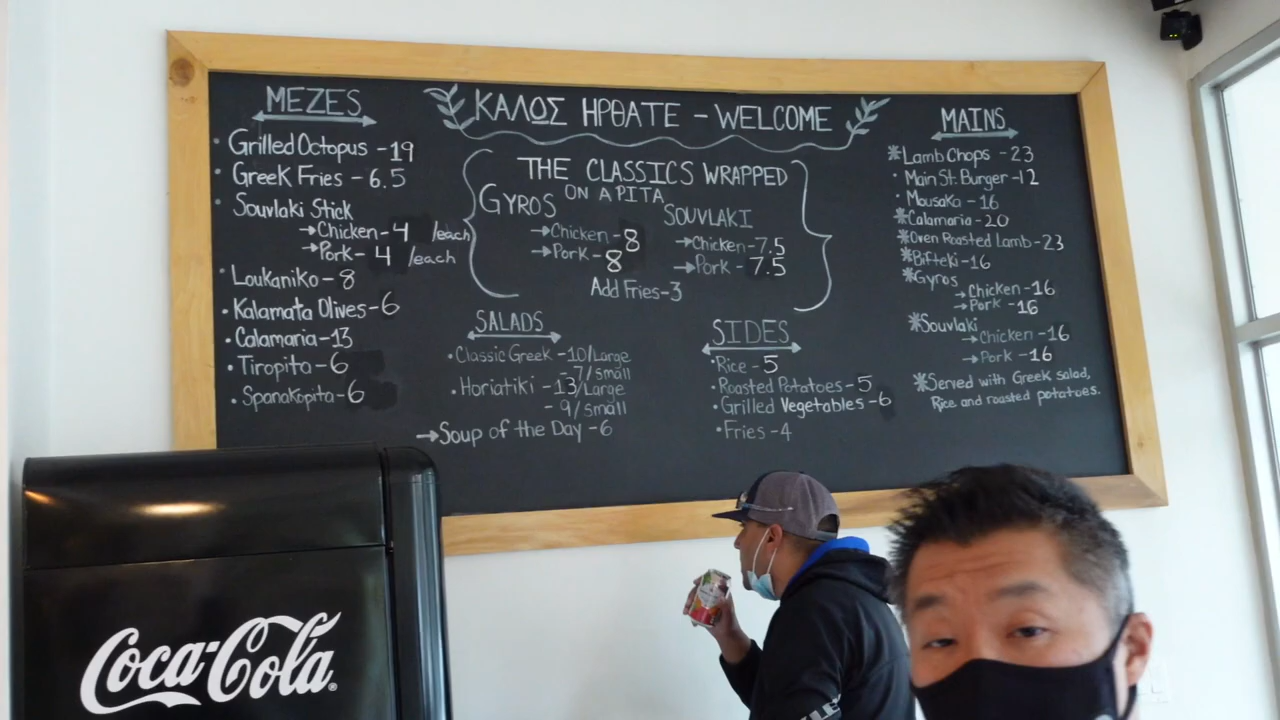 MEZES
· Grilled Octopus - 19
· Greek Fries - 6.5
· Souvlaki Stick
→ Chicken - 4 /each
→ Pork - 4 /each
· Loukaniko - 8
· Kalamata Olives - 6
· Calamaria - 13
· Tiropita - 6
· Spanakopita - 6
ΚΑΛΟΣ ΗΡΘΑΤΕ - WELCOME
THE CLASSICS WRAPPED
ON A PITA
GYROS
→ Chicken - 8
→ Pork - 8
SOUVLAKI
→ Chicken - 7.5
→ Pork - 7.5
Add Fries - 3
SALADS
· Classic Greek - 10/Large
- 7/small
· Horiatiki - 13/Large
- 9/small
→ Soup of the Day - 6
SIDES
· Rice - 5
· Roasted Potatoes - 5
· Grilled Vegetables - 6
· Fries - 4
MAINS
* Lamb Chops - 23
· Main St. Burger - 12
· Mousaka - 16
* Calamaria - 20
* Oven Roasted Lamb - 23
* Bifteki - 16
* Gyros
→ Chicken - 16
→ Pork - 16
* Souvlaki
→ Chicken - 16
→ Pork - 16
* Served with Greek salad,
Rice and roasted potatoes.
Coca-Cola